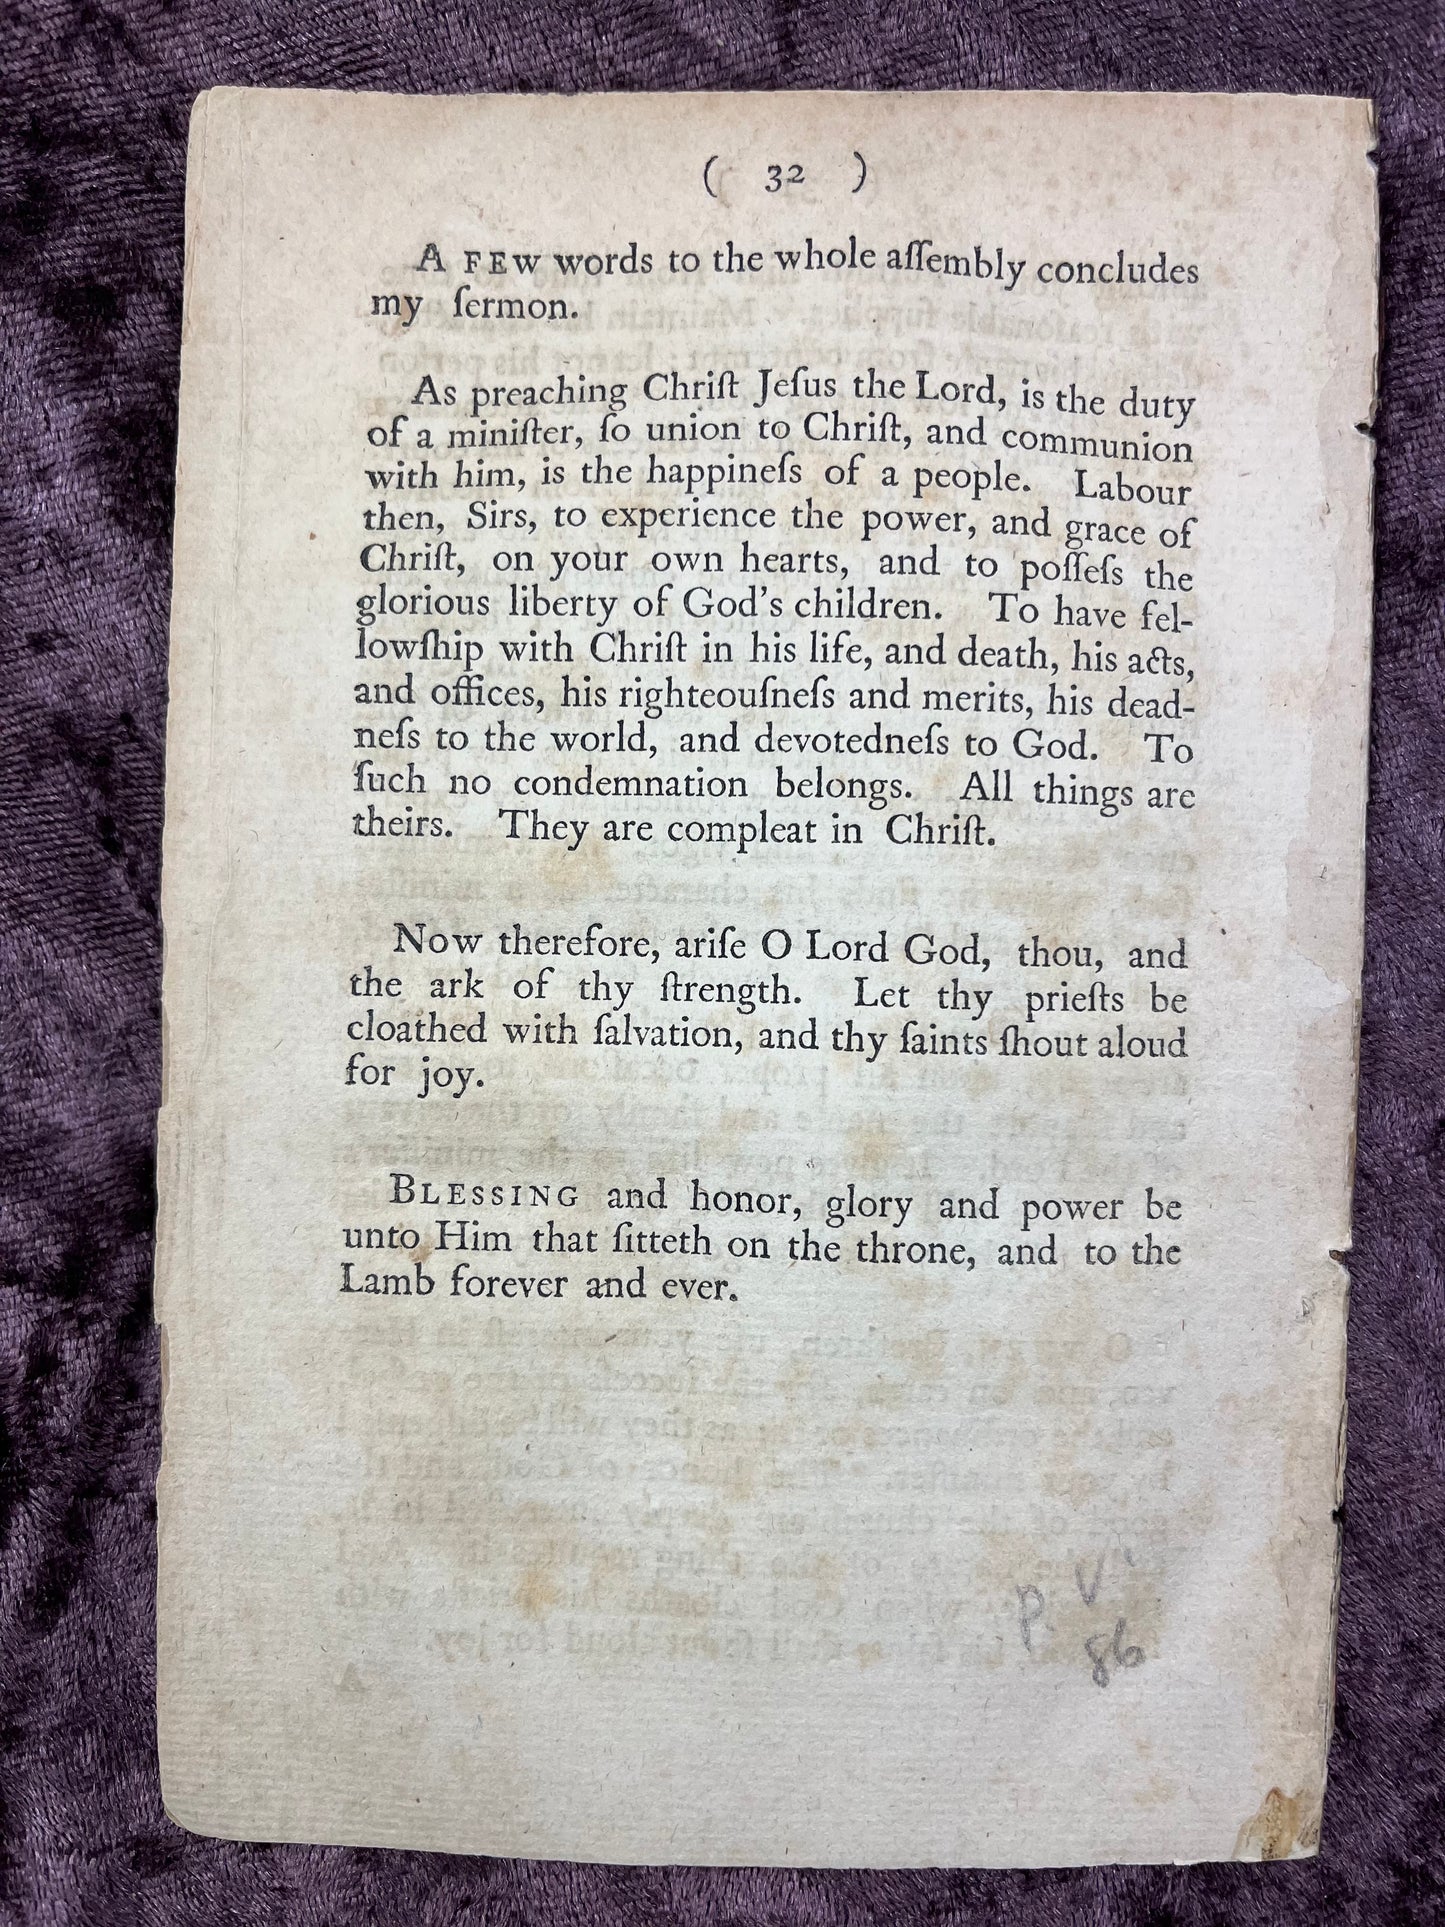 ( 32 )
A FEW words to the whole aſſembly concludes
my ſermon.
As preaching Chriſt Jeſus the Lord, is the duty
of a miniſter, ſo union to Chriſt, and communion
with him, is the happineſs of a people. Labour
then, Sirs, to experience the power, and grace of
Chriſt, on your own hearts, and to poſſeſs the
glorious liberty of God's children. To have fel-
lowſhip with Chriſt in his life, and death, his acts,
and offices, his righteouſneſs and merits, his dead-
neſs to the world, and devotedneſs to God. To
ſuch no condemnation belongs. All things are
theirs. They are compleat in Chriſt.
Now therefore, ariſe O Lord God, thou, and
the ark of thy ſtrength. Let thy prieſts be
cloathed with ſalvation, and thy ſaints ſhout aloud
for joy.
BLESSING and honor, glory and power be
unto Him that ſitteth on the throne, and to the
Lamb forever and ever.
P. V.
86